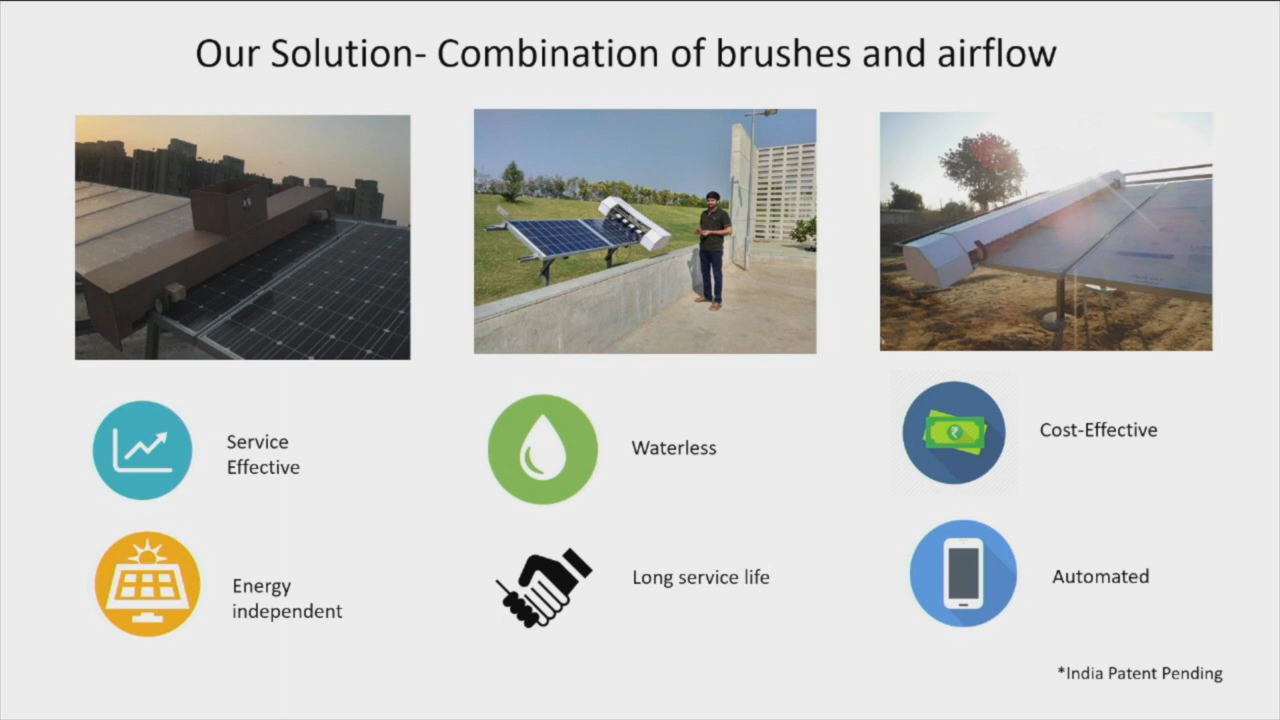 Our Solution- Combination of brushes and airflow
Service
Effective
Waterless
Cost-Effective
₹
Energy
independent
Long service life
Automated
*India Patent Pending